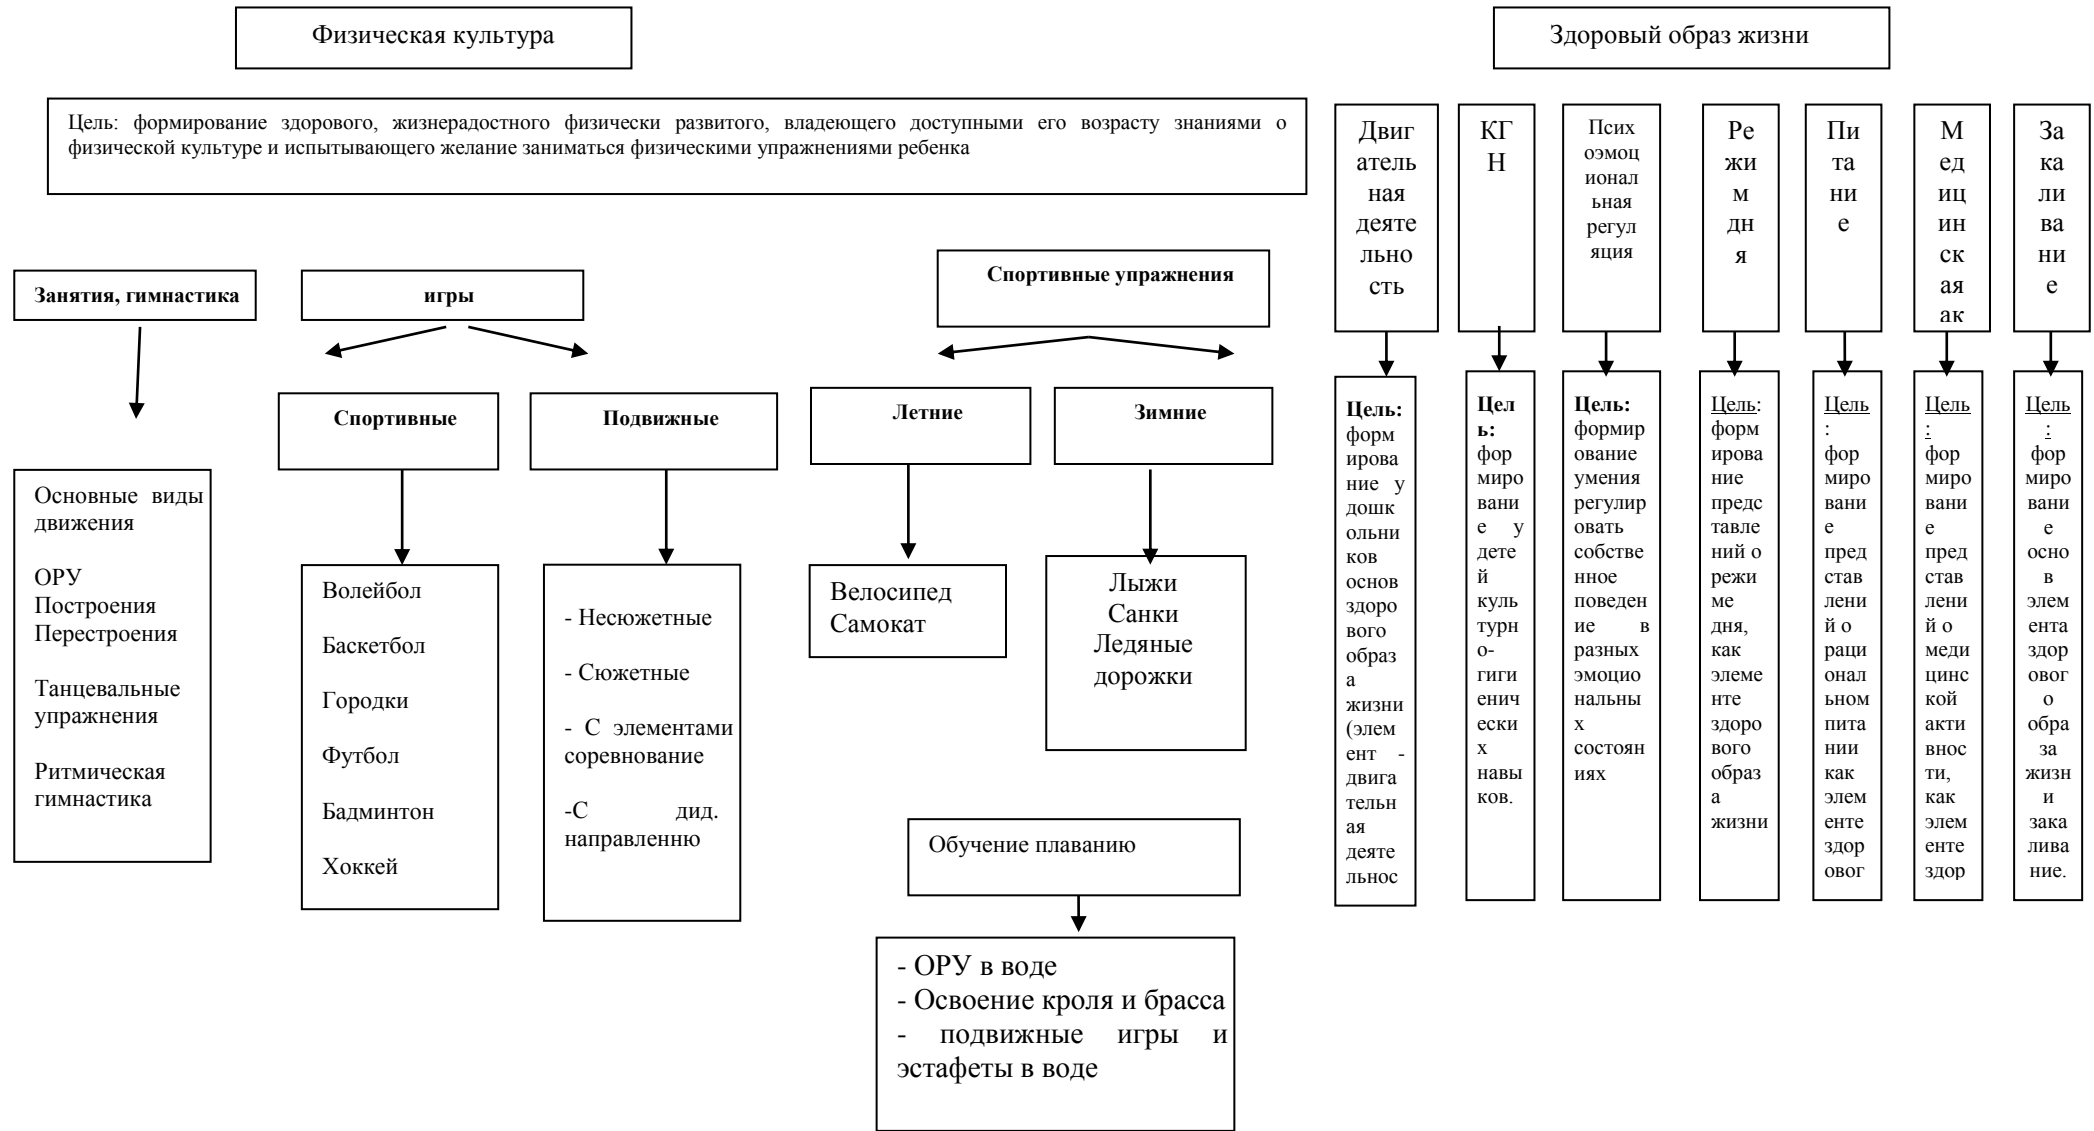 Физическая культура
Здоровый образ жизни
Цель: формирование здорового, жизнерадостного физически развитого, владеющего доступными его возрасту знаниями о
физической культуре и испытывающего желание заниматься физическими упражнениями ребенка
Занятия, гимнастика
игры
Спортивные упражнения
Спортивные
Подвижные
Летние
Зимние
Основные виды
движения
ОРУ
Построения
Перестроения
Танцевальные
упражнения
Ритмическая
гимнастика
Волейбол
Баскетбол
Городки
Футбол
Бадминтон
Хоккей
- Несюжетные
- Сюжетные
- С элементами
соревнование
-С дид.
направленню
Велосипед
Самокат
Лыжи
Санки
Ледяные
дорожки
Обучение плаванию
- ОРУ в воде
- Освоение кроля и брасса
- подвижные игры и
эстафеты в воде
Двиг
атель
ная
деяте
льно
сть
КГ
Н
Псих
оэмоц
ионал
ьная
регул
яция
Ре
жи
м
дн
я
Пи
та
ни
е
М
ед
иц
ин
ск
ая
ак
За
ка
ли
ва
ни
е
Цель:
форм
ирова
ние у
дошк
ольни
ков
основ
здоро
вого
образ
а
жизни
(элем
ент -
двига
тельн
ая
деяте
льнос
Цел
ь:
фор
миро
вани
е у
дете
й
куль
турн
о-
гиги
енич
ески
х
навы
ков.
Цель:
формир
ование
умения
регулир
овать
собстве
нное
поведен
ие в
разных
эмоцио
нальны
х
состоян
иях
Цель:
форм
ирова
ние
предс
тавле
ний о
режи
ме
дня,
как
элеме
нте
здоро
вого
образ
а
жизни
Цель
:
фор
миро
вани
е
пред
став
лени
й о
раци
онал
ьном
пита
нии
как
элем
енте
здор
овог
Цель
:
фор
миро
вани
е
пред
став
лени
й о
меди
цинс
кой
акти
внос
ти,
как
элем
енте
здор
Цель
:
фор
миро
вани
е
осно
в
элем
ента
здор
овог
о
обра
за
жизн
и
зака
лива
ние.